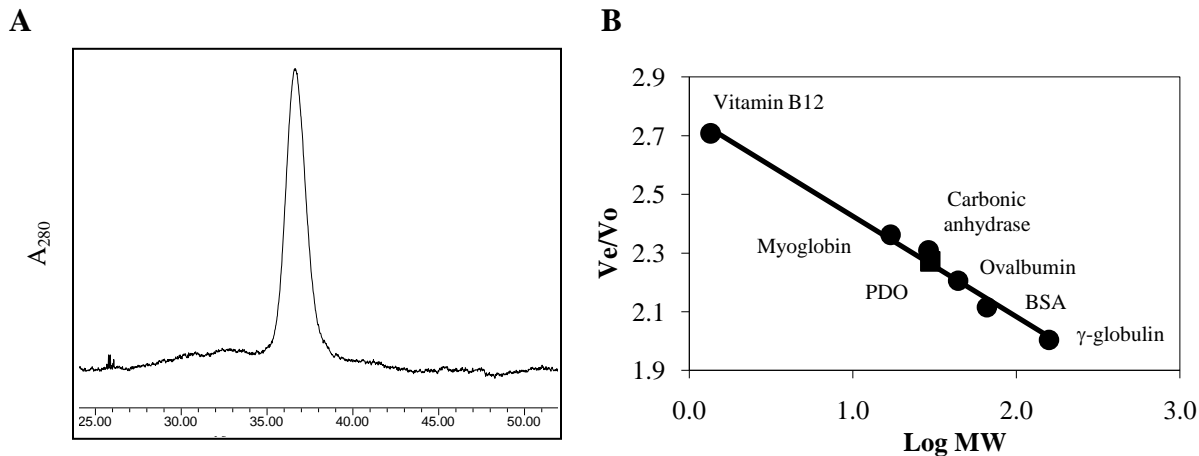 A
A280
25.00 30.00 35.00 40.00 45.00 50.00
B
Ve/Vo
2.9
2.7
2.5
2.3
2.1
1.9
Vitamin B12
Carbonic
anhydrase
Myoglobin
Ovalbumin
PDO
BSA
γ-globulin
0.0 1.0 2.0 3.0
Log MW